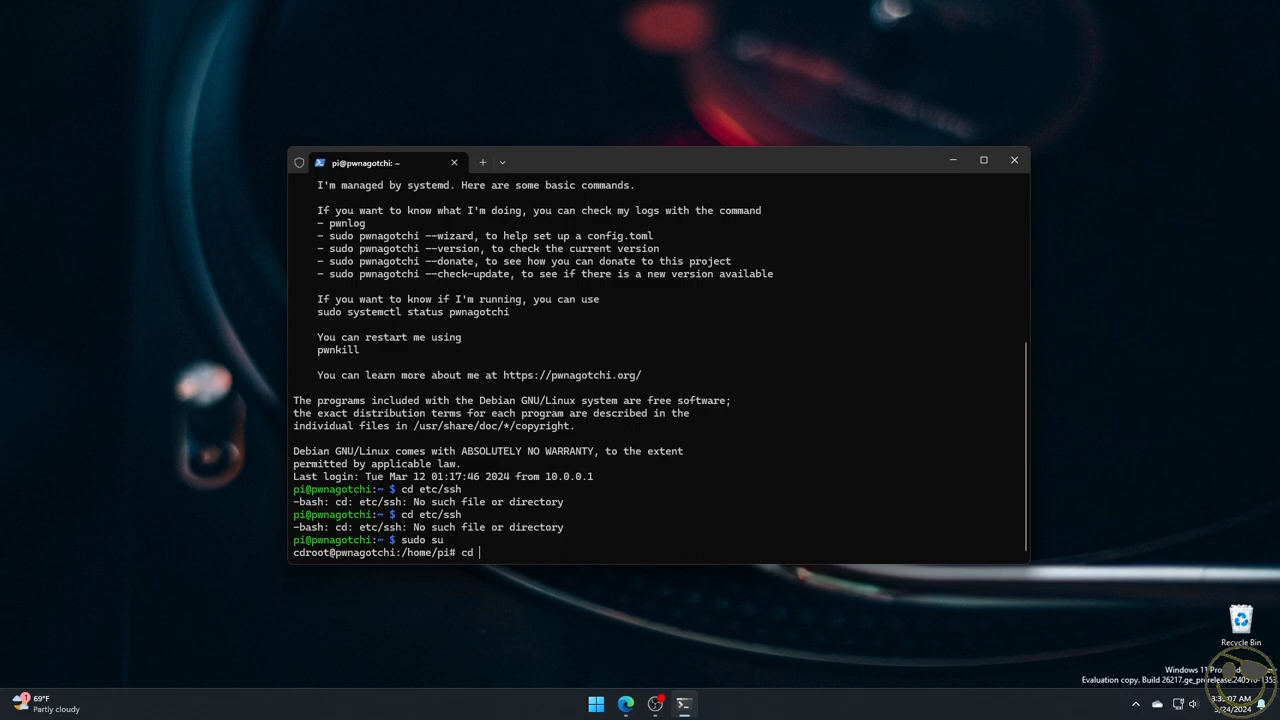 pi@pwnagotchi: ~
I'm managed by systemd. Here are some basic commands.
If you want to know what I'm doing, you can check my logs with the command
- pwnlog
- sudo pwnagotchi --wizard, to help set up a config.toml
- sudo pwnagotchi --version, to check the current version
- sudo pwnagotchi --donate, to see how you can donate to this project
- sudo pwnagotchi --check-update, to see if there is a new version available
If you want to know if I'm running, you can use
sudo systemctl status pwnagotchi
You can restart me using
pwnkill
You can learn more about me at https://pwnagotchi.org/
The programs included with the Debian GNU/Linux system are free software;
the exact distribution terms for each program are described in the
individual files in /usr/share/doc/*/copyright.
Debian GNU/Linux comes with ABSOLUTELY NO WARRANTY, to the extent
permitted by applicable law.
Last login: Tue Mar 12 01:17:46 2024 from 10.0.0.1
pi@pwnagotchi:~ $ cd etc/ssh
-bash: cd: etc/ssh: No such file or directory
pi@pwnagotchi:~ $ cd etc/ssh
-bash: cd: etc/ssh: No such file or directory
pi@pwnagotchi:~ $ sudo su
cdroot@pwnagotchi:/home/pi# cd
Recycle Bin
Windows 11
Evaluation copy. Build 26217.ge_prerelease.240510-1353
1
69°F
Partly cloudy